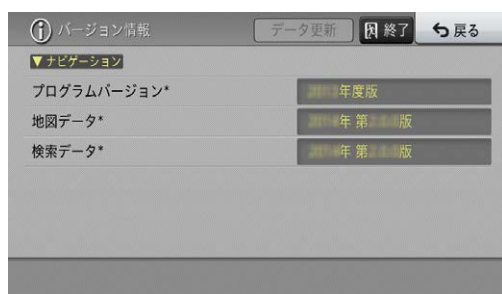 バージョン情報 データ更新 終了 戻る
▼ナビゲーション
プログラムバージョン* 年度版
地図データ* 年 第 版
検索データ* 年 第 版